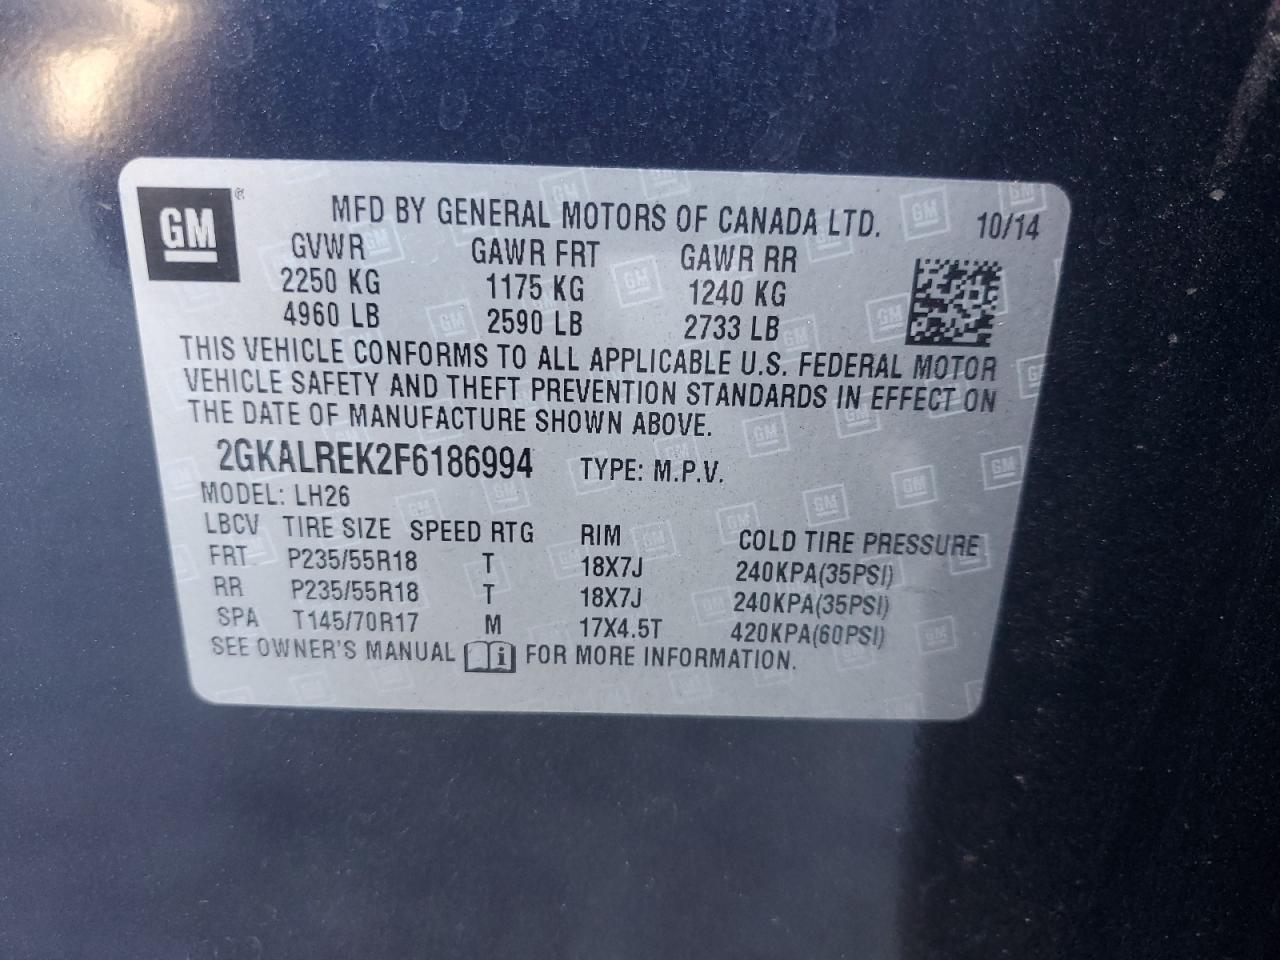 GM ®
MFD BY GENERAL MOTORS OF CANADA LTD. 10/14
GVWR GAWR FRT GAWR RR
2250 KG 1175 KG 1240 KG
4960 LB 2590 LB 2733 LB
THIS VEHICLE CONFORMS TO ALL APPLICABLE U.S. FEDERAL MOTOR
VEHICLE SAFETY AND THEFT PREVENTION STANDARDS IN EFFECT ON
THE DATE OF MANUFACTURE SHOWN ABOVE.
2GKALREK2F6186994 TYPE: M.P.V.
MODEL: LH26
LBCV TIRE SIZE SPEED RTG RIM COLD TIRE PRESSURE
FRT P235/55R18 T 18X7J 240KPA(35PSI)
RR P235/55R18 T 18X7J 240KPA(35PSI)
SPA T145/70R17 M 17X4.5T 420KPA(60PSI)
SEE OWNER'S MANUAL i FOR MORE INFORMATION.